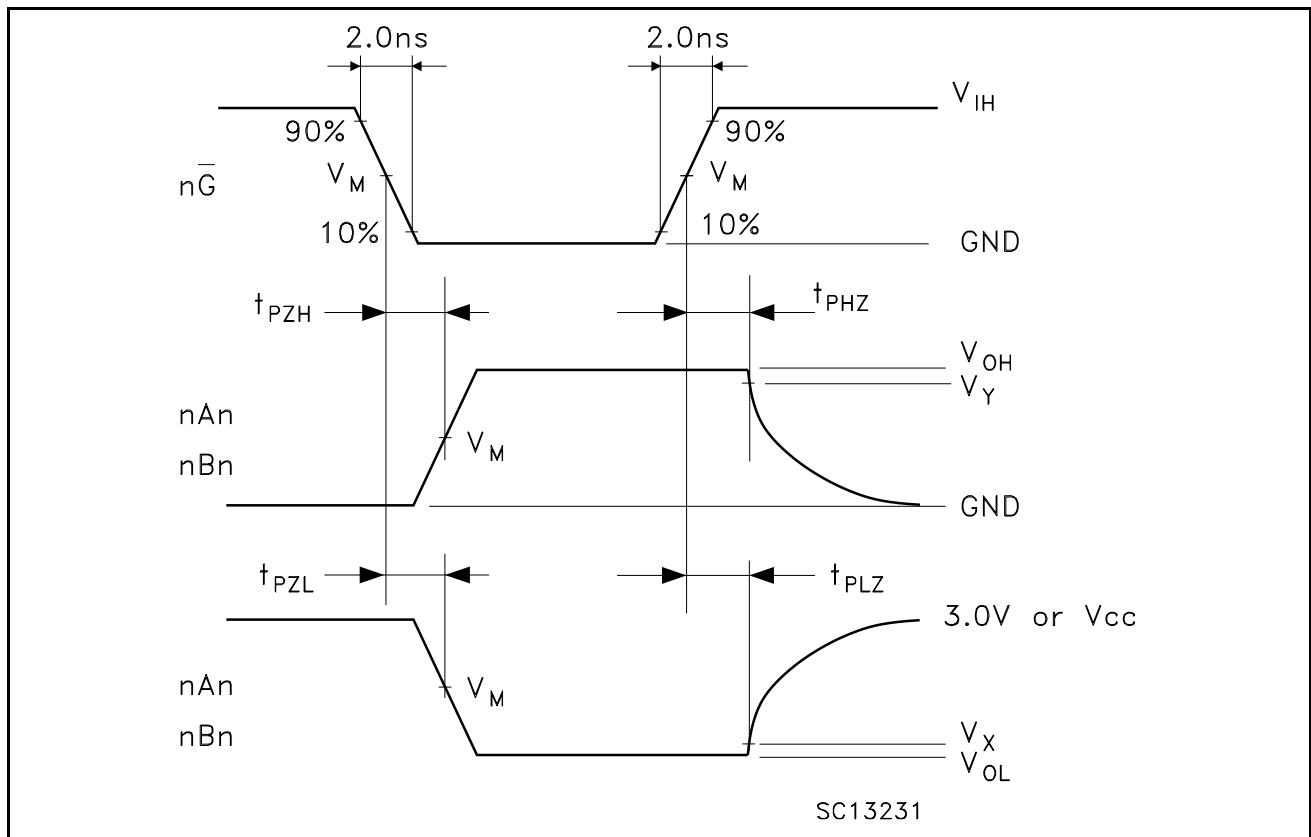 2.0ns 2.0ns
V_IH
90% 90%
nG̅ V_M V_M
10% 10%
GND
t_PZH t_PHZ
V_OH
V_Y
nAn
V_M
nBn
GND
t_PZL t_PLZ
3.0V or Vcc
nAn V_M
nBn
V_X
V_OL
SC13231